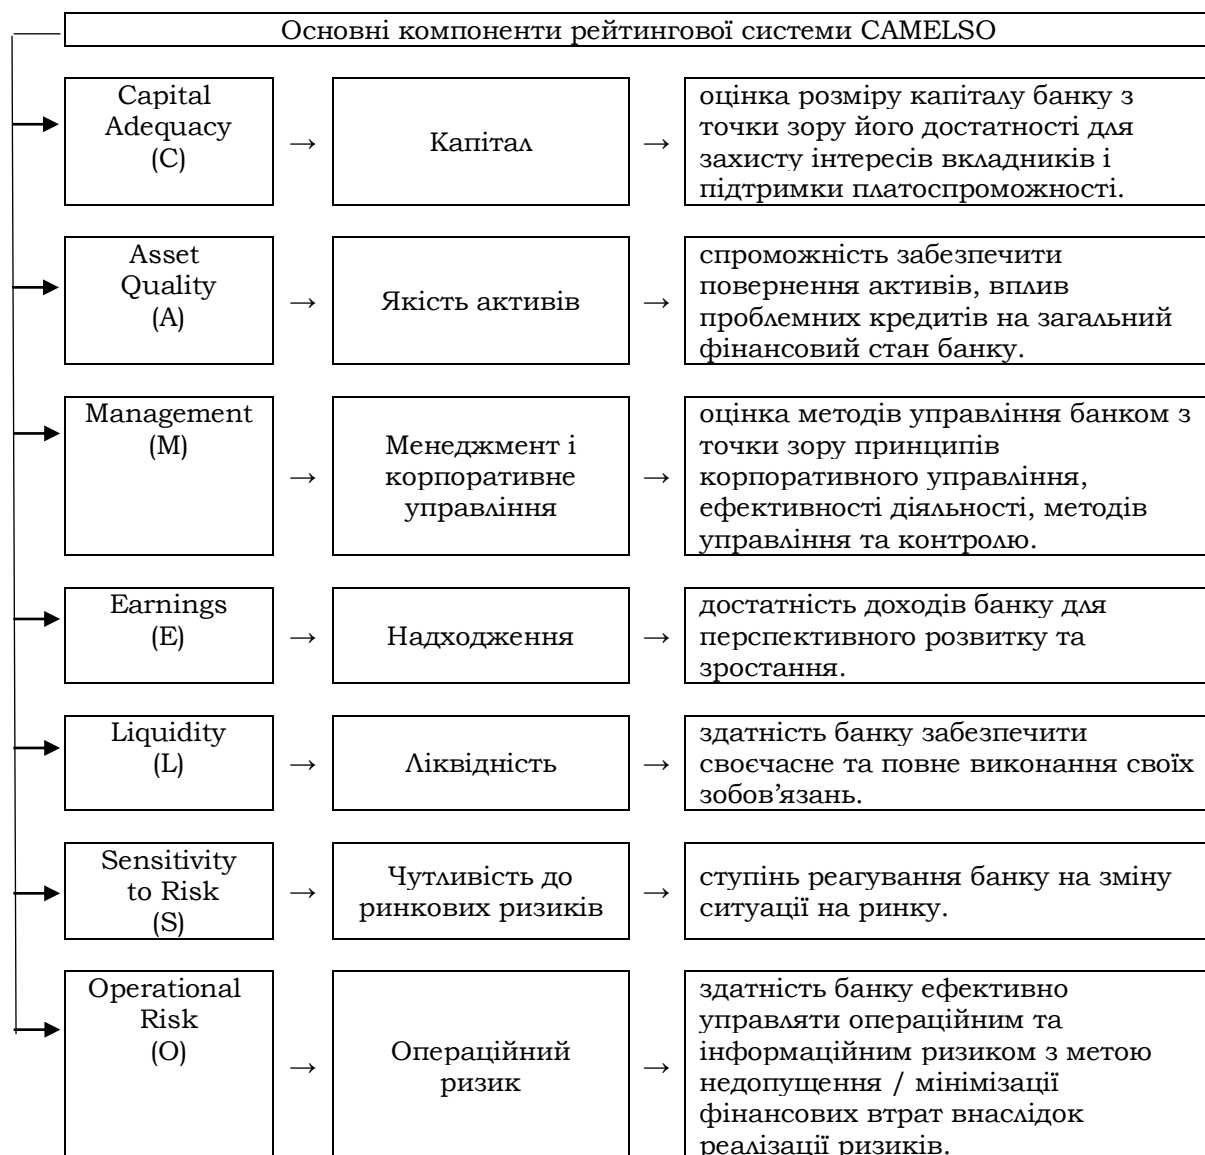 Основні компоненти рейтингової системи CAMELSO
Capital
Adequacy
(C)
→
Капітал
→
оцінка розміру капіталу банку з
точки зору його достатності для
захисту інтересів вкладників і
підтримки платоспроможності.
Asset
Quality
(A)
→
Якість активів
→
спроможність забезпечити
повернення активів, вплив
проблемних кредитів на загальний
фінансовий стан банку.
Management
(M)
→
Менеджмент і
корпоративне
управління
→
оцінка методів управління банком з
точки зору принципів
корпоративного управління,
ефективності діяльності, методів
управління та контролю.
Earnings
(E)
→
Надходження
→
достатність доходів банку для
перспективного розвитку та
зростання.
Liquidity
(L)
→
Ліквідність
→
здатність банку забезпечити
своєчасне та повне виконання своїх
зобов’язань.
Sensitivity
to Risk
(S)
→
Чутливість до
ринкових ризиків
→
ступінь реагування банку на зміну
ситуації на ринку.
Operational
Risk
(O)
→
Операційний
ризик
→
здатність банку ефективно
управляти операційним та
інформаційним ризиком з метою
недопущення / мінімізації
фінансових втрат внаслідок
реалізації ризиків.